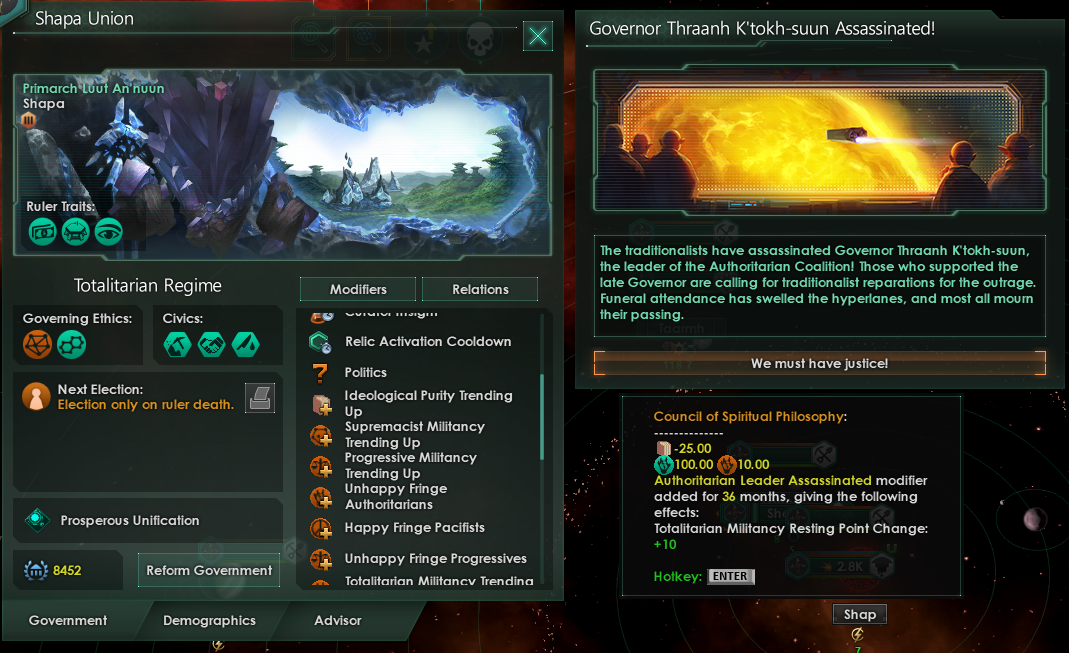 Shapa Union
Primarch Luut An'nuun
Shapa
Ruler Traits:
Totalitarian Regime
Modifiers
Relations
Governing Ethics:
Civics:
Next Election:
Election only on ruler death.
Prosperous Unification
8452
Reform Government
Curator Insight
Relic Activation Cooldown
Politics
Ideological Purity Trending
Up
Supremacist Militancy
Trending Up
Progressive Militancy
Trending Up
Unhappy Fringe
Authoritarians
Happy Fringe Pacifists
Unhappy Fringe Progressives
Totalitarian Militancy Trending
Government
Demographics
Advisor
Governor Thraanh K'tokh-suun Assassinated!
The traditionalists have assassinated Governor Thraanh K'tokh-suun,
the leader of the Authoritarian Coalition! Those who supported the
late Governor are calling for traditionalist reparations for the outrage.
Funeral attendance has swelled the hyperlanes, and most all mourn
their passing.
We must have justice!
Council of Spiritual Philosophy:
--------------
-25.00
100.00 10.00
Authoritarian Leader Assassinated modifier
added for 36 months, giving the following
effects:
Totalitarian Militancy Resting Point Change:
+10
Hotkey: ENTER
2.8K
Shap
7